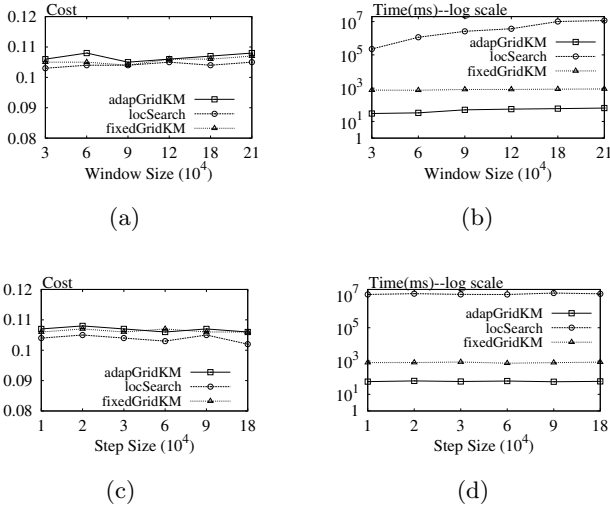 Cost
0.12
0.11
0.1
0.09
0.08
adapGridKM
locSearch
fixedGridKM
3 6 9 12 18 21
Window Size (10^4)
(a)
Time(ms)--log scale
10^7
10^5
10^3
10^1
1
adapGridKM
locSearch
fixedGridKM
3 6 9 12 18 21
Window Size (10^4)
(b)
Cost
0.12
0.11
0.1
0.09
0.08
adapGridKM
locSearch
fixedGridKM
1 2 3 6 9 18
Step Size (10^4)
(c)
Time(ms)--log scale
10^7
10^5
10^3
10^1
1
adapGridKM
locSearch
fixedGridKM
1 2 3 6 9 18
Step Size (10^4)
(d)